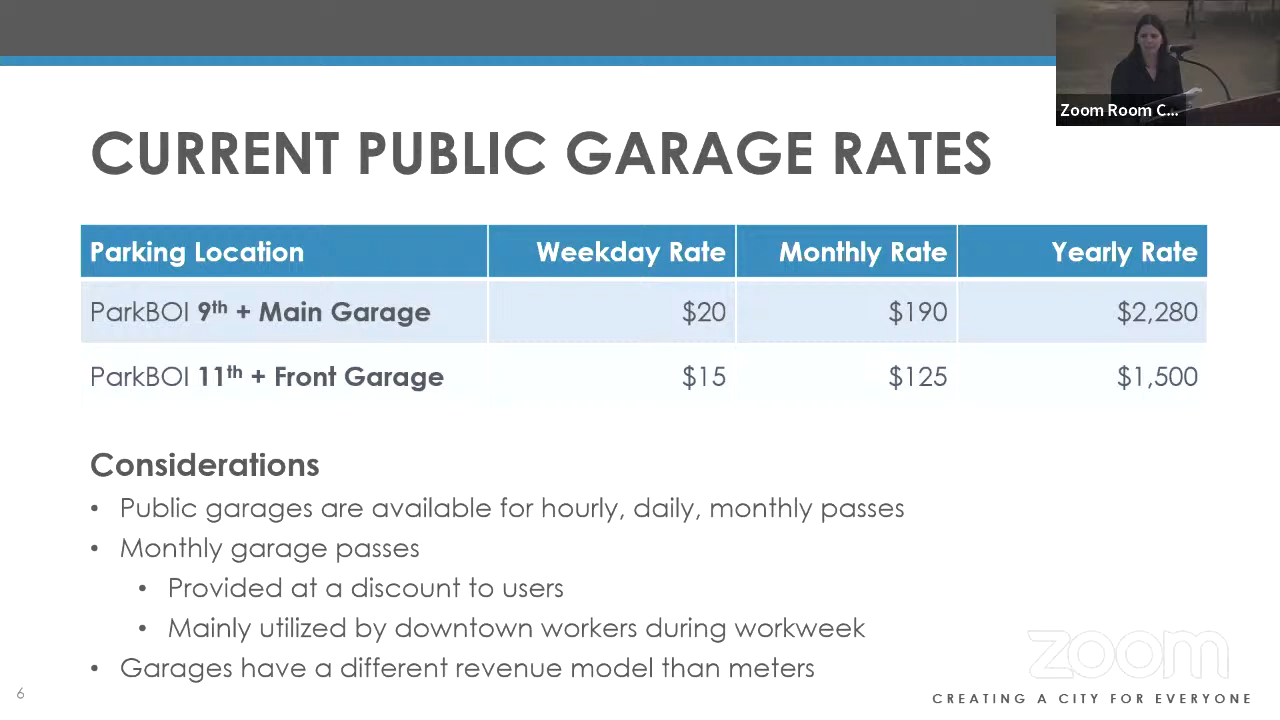 Zoom Room C...
CURRENT PUBLIC GARAGE RATES
Parking Location Weekday Rate Monthly Rate Yearly Rate
ParkBOI 9th + Main Garage $20 $190 $2,280
ParkBOI 11th + Front Garage $15 $125 $1,500
Considerations
• Public garages are available for hourly, daily, monthly passes
• Monthly garage passes
• Provided at a discount to users
• Mainly utilized by downtown workers during workweek
• Garages have a different revenue model than meters
zoom
6
CREATING A CITY FOR EVERYONE